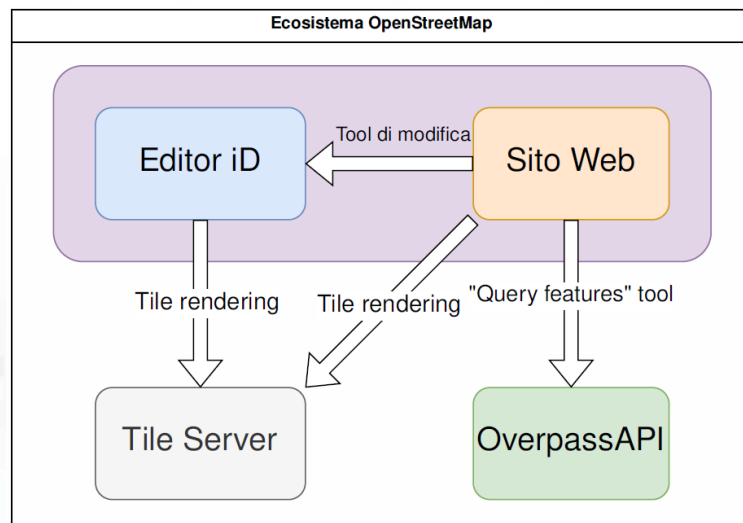 Ecosistema OpenStreetMap
Editor iD
Tool di modifica
Sito Web
Tile rendering
Tile rendering
"Query features" tool
Tile Server
OverpassAPI